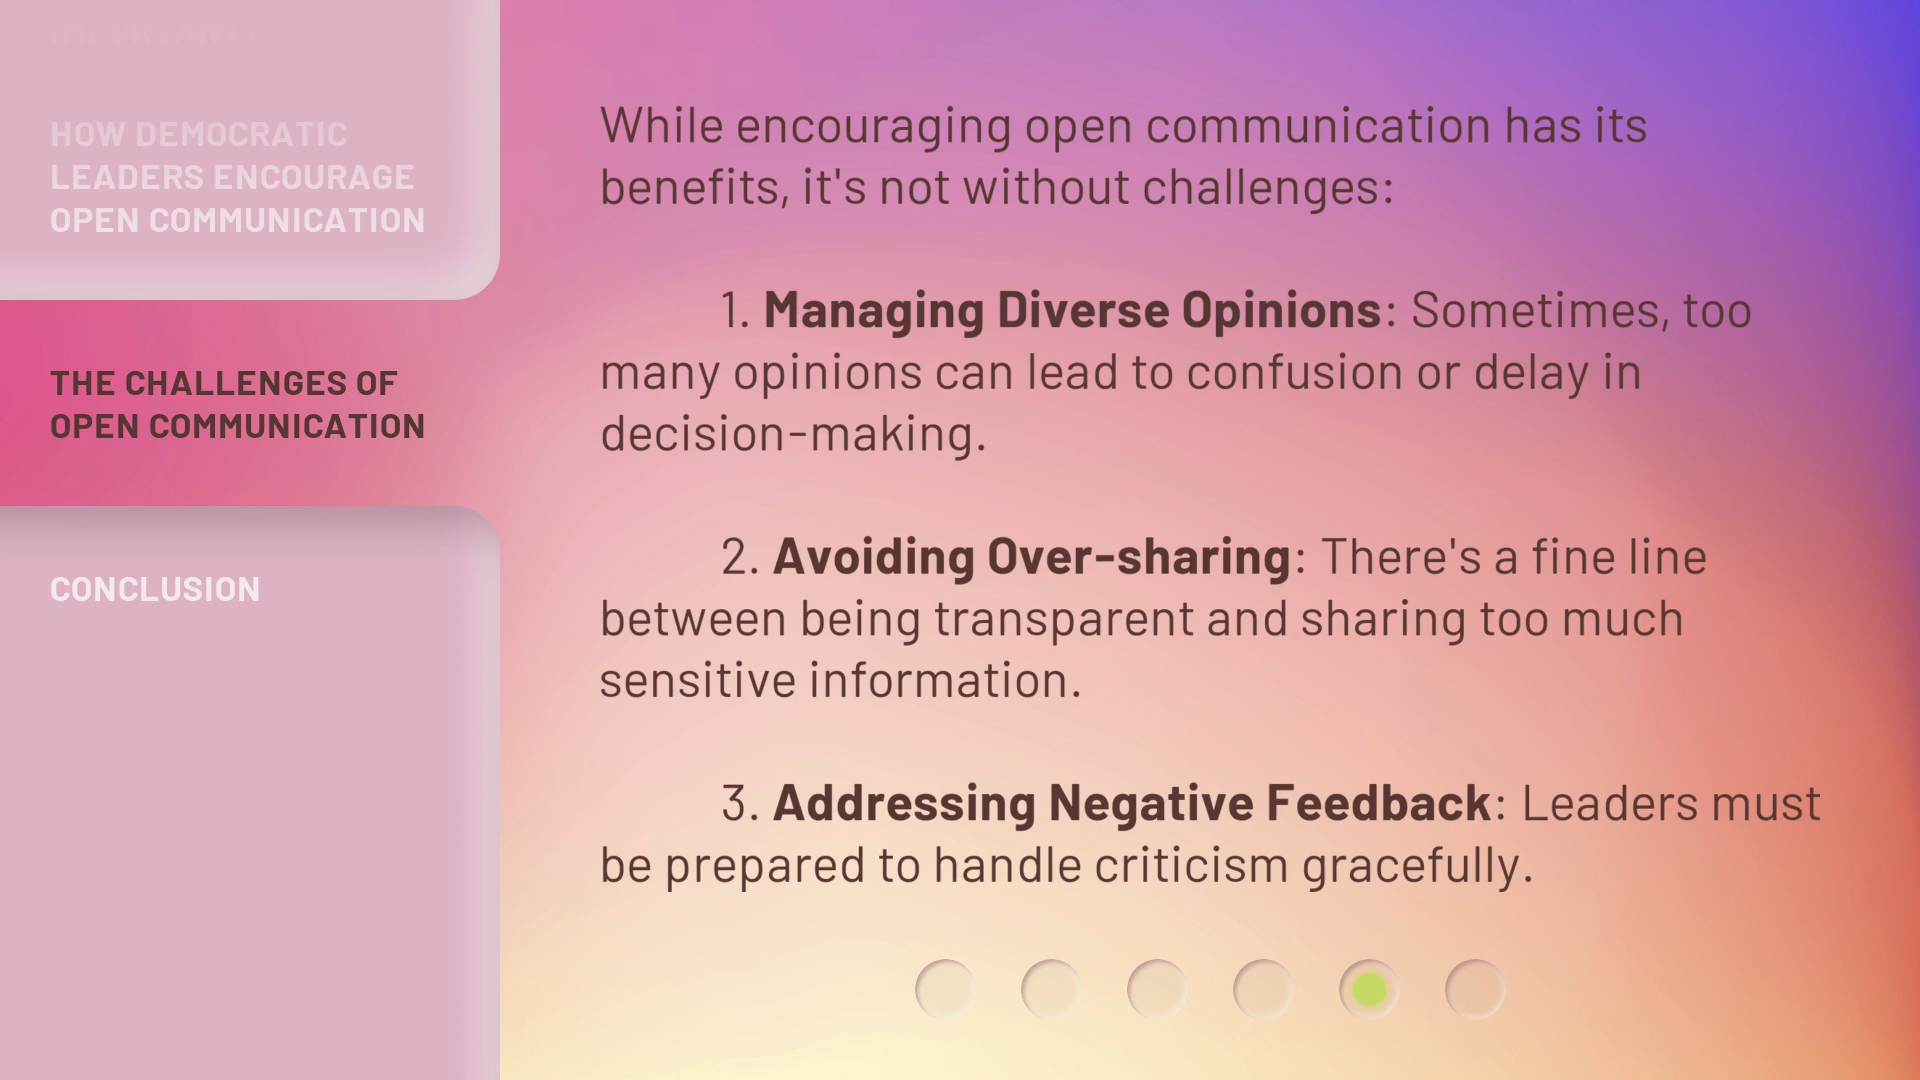 HOW DEMOCRATIC
LEADERS ENCOURAGE
OPEN COMMUNICATION
THE CHALLENGES OF
OPEN COMMUNICATION
CONCLUSION
While encouraging open communication has its
benefits, it's not without challenges:
1. Managing Diverse Opinions: Sometimes, too
many opinions can lead to confusion or delay in
decision-making.
2. Avoiding Over-sharing: There's a fine line
between being transparent and sharing too much
sensitive information.
3. Addressing Negative Feedback: Leaders must
be prepared to handle criticism gracefully.